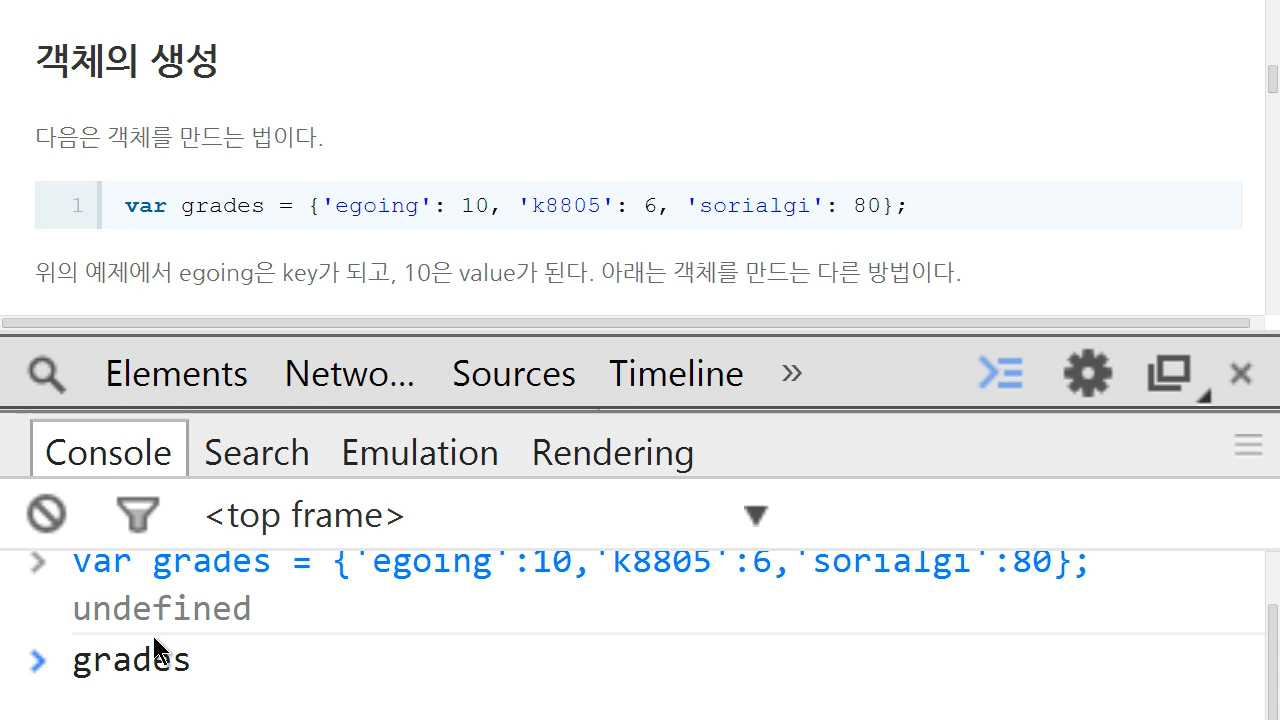 객체의 생성
다음은 객체를 만드는 법이다.
1 var grades = {'egoing': 10, 'k8805': 6, 'sorialgi': 80};
위의 예제에서 egoing은 key가 되고, 10은 value가 된다. 아래는 객체를 만드는 다른 방법이다.
Elements Netwo... Sources Timeline »
Console Search Emulation Rendering
<top frame>
var grades = {'egoing':10,'k8805':6,'sorialgi':80};
undefined
grades